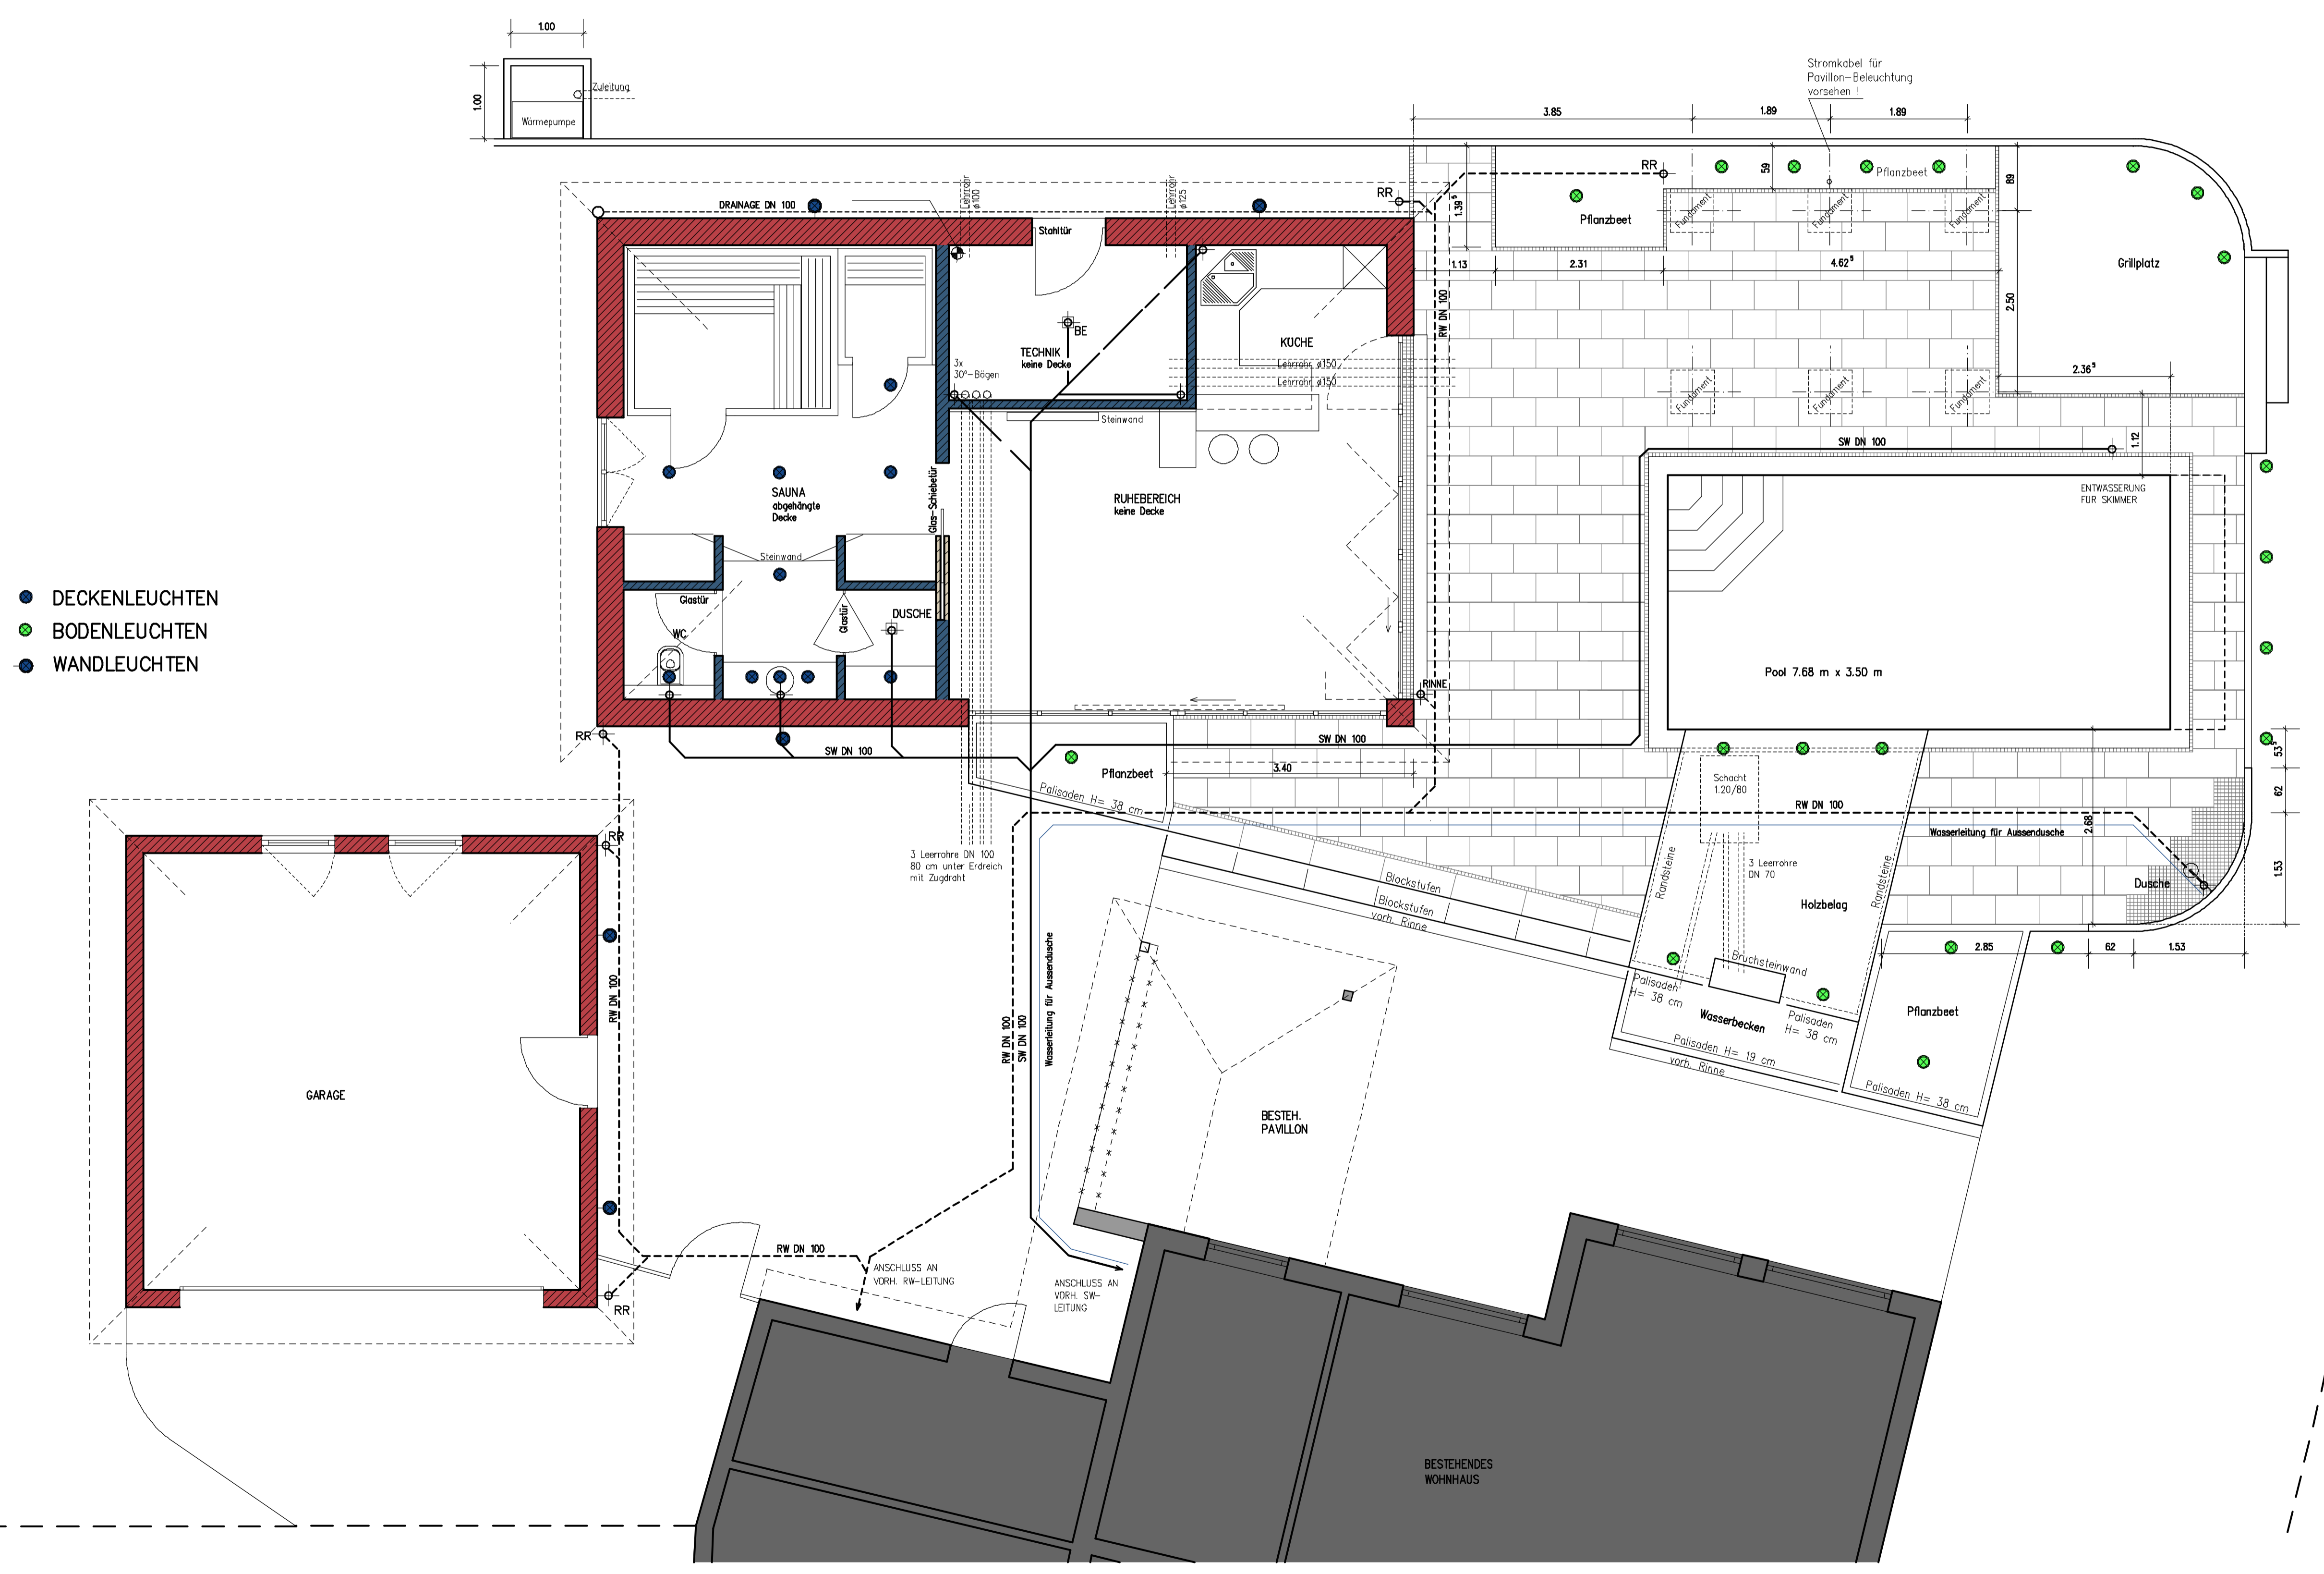 1.00
1.00
Zuleitung
Wärmepumpe
Stromkabel für
Pavillon-Beleuchtung
vorsehen !
3.85
1.89
1.89
RR
59
Pflanzbeet
89
RR
1.39⁵
Pflanzbeet
Fundament
Fundament
Fundament
DRAINAGE DN 100
Lehrrohr
ø100
Lehrrohr
ø125
Stahltür
1.13
2.31
4.62⁵
Grillplatz
2.50
RW DN 100
BE
TECHNIK
keine Decke
KÜCHE
3x
30°-Bögen
Lehrrohr ø150
Lehrrohr ø150
2.36⁵
Fundament
Fundament
Fundament
Steinwand
SW DN 100
1.12
SAUNA
abgehängte
Decke
Glas-Schiebetür
RUHEBEREICH
keine Decke
ENTWÄSSERUNG
FÜR SKIMMER
Steinwand
DECKENLEUCHTEN
BODENLEUCHTEN
WANDLEUCHTEN
Glastür
Glastür
DUSCHE
WC
Pool 7.68 m x 3.50 m
RINNE
RR
SW DN 100
SW DN 100
3.40
Pflanzbeet
Palisaden H= 38 cm
53⁵
62
1.53
2.68
Schacht
1.20/80
RW DN 100
Wasserleitung für Aussendusche
RR
3 Leerrohre DN 100
80 cm unter Erdreich
mit Zugdraht
3 Leerrohre
DN 70
Randsteine
Randsteine
Blockstufen
Blockstufen
vorh. Rinne
Holzbelag
Dusche
2.85
62
1.53
Bruchsteinwand
Palisaden
H= 38 cm
Wasserbecken
Palisaden
H= 38 cm
Palisaden H= 19 cm
vorh. Rinne
Pflanzbeet
Palisaden H= 38 cm
RW DN 100
RW DN 100
SW DN 100
Wasserleitung für Aussendusche
GARAGE
BESTEH.
PAVILLON
RW DN 100
ANSCHLUSS AN
VORH. RW-LEITUNG
ANSCHLUSS AN
VORH. SW-
LEITUNG
RR
BESTEHENDES
WOHNHAUS